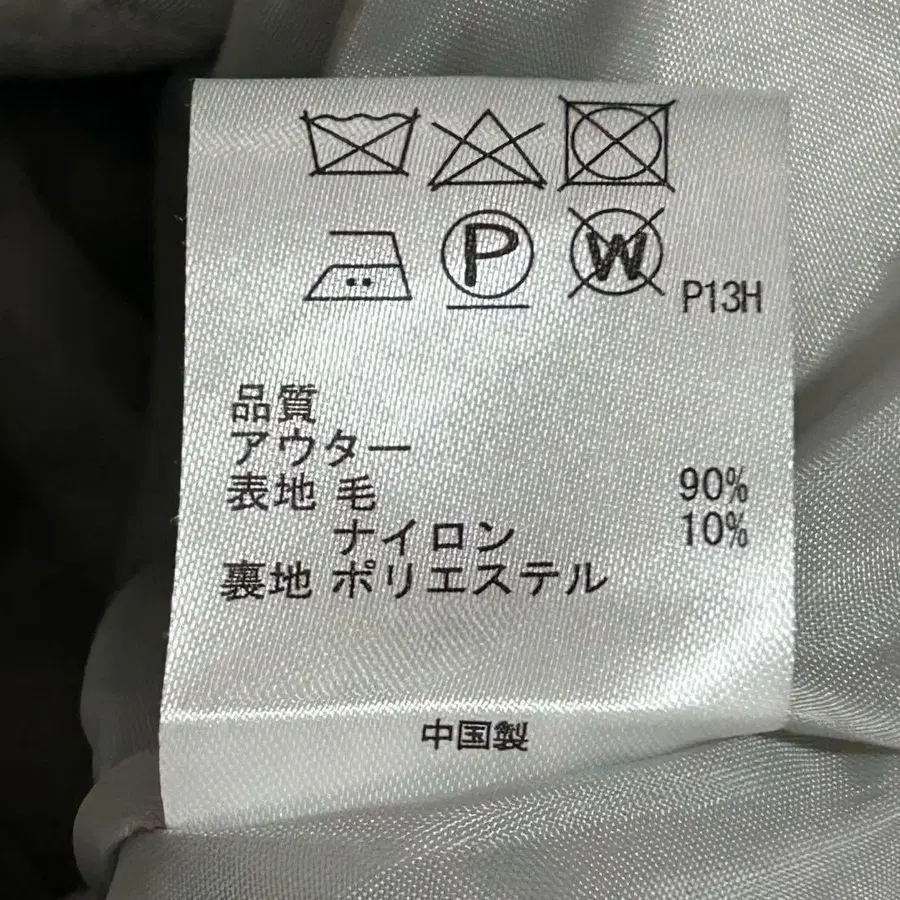 P W P13H
品質
アウター
表地 毛 90%
ナイロン 10%
裏地 ポリエステル
中国製